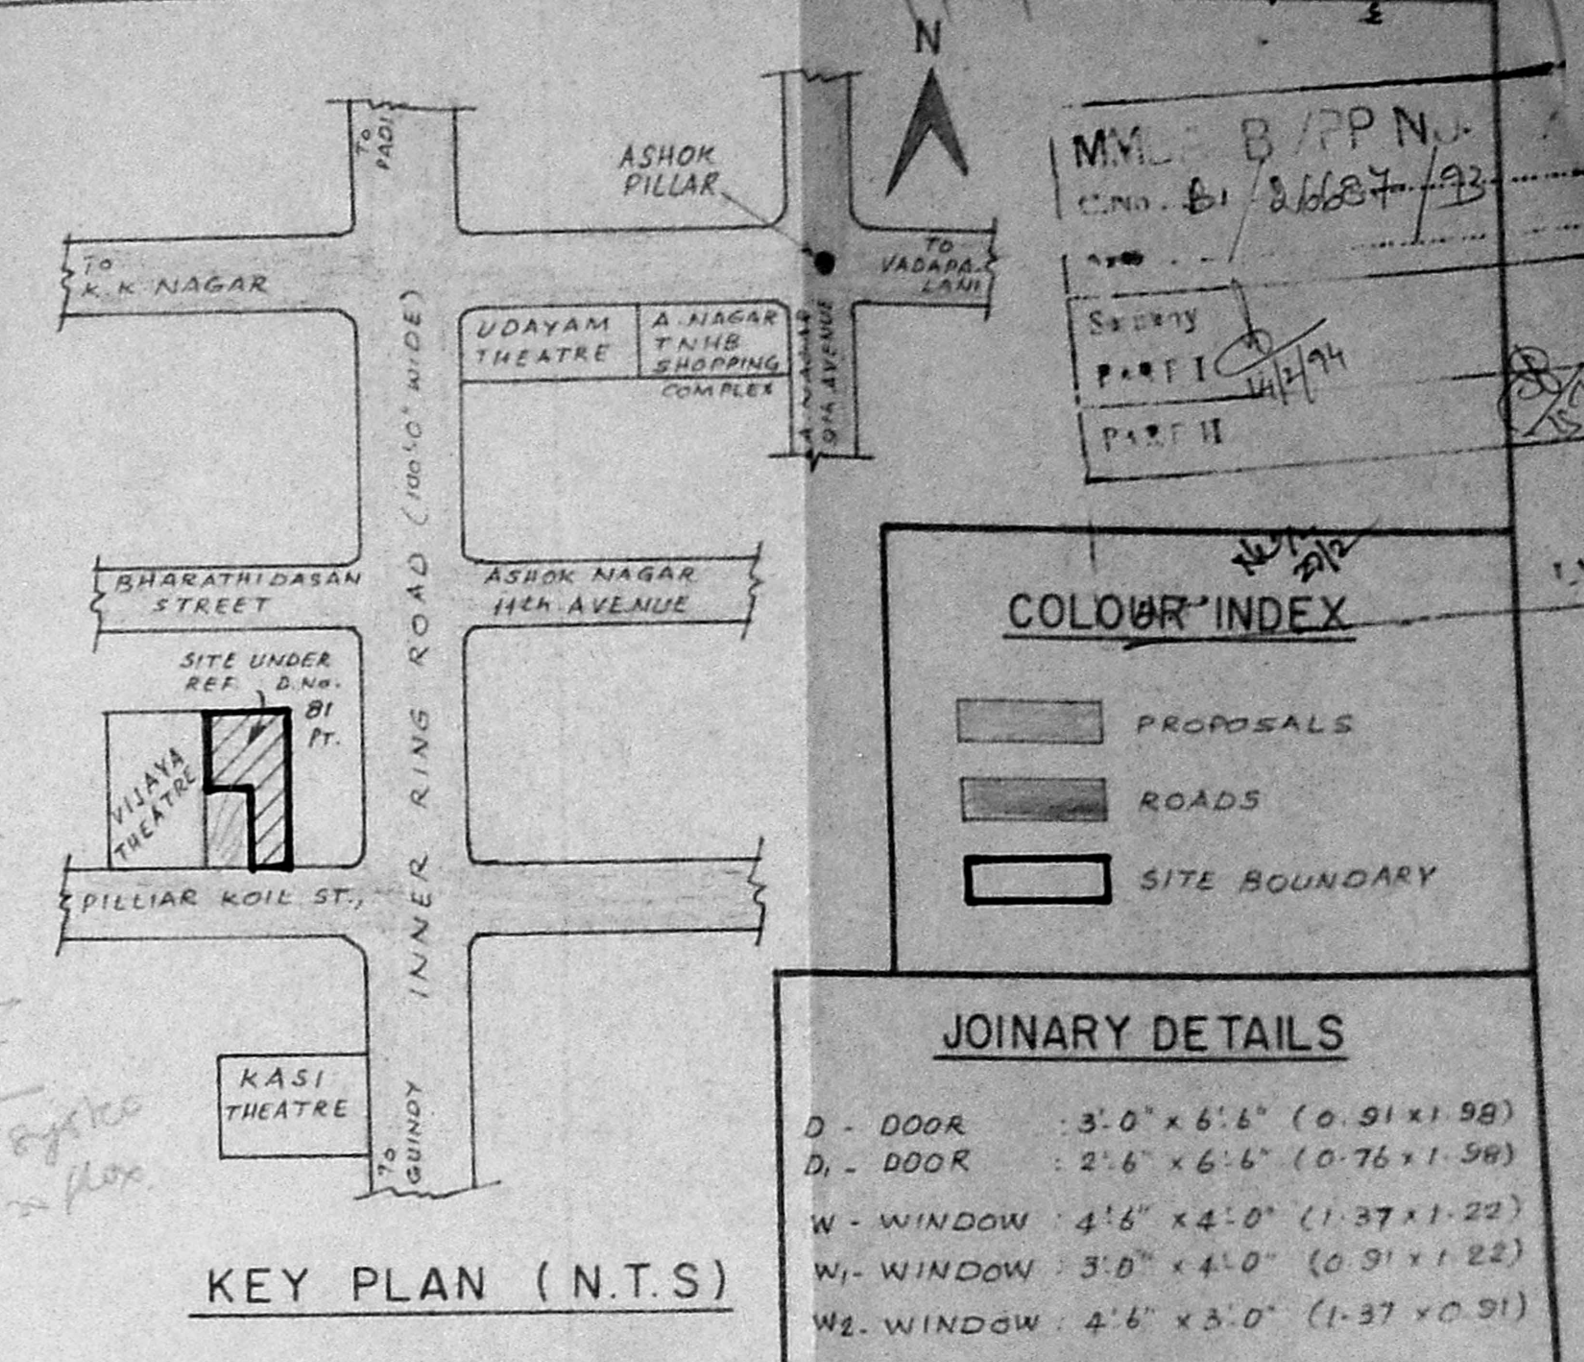 N
TO
PADI
ASHOK
PILLAR
TO
K.K NAGAR
TO
VADAPA-
LANI
UDAYAM
THEATRE
A.NAGAR
TNHB
SHOPPING
COMPLEX
A.NAGAR
9th AVENUE
INNER RING ROAD (100'-0" WIDE)
BHARATHIDASAN
STREET
ASHOK NAGAR
11th AVENUE
SITE UNDER
REF. D.No.
81
PT.
VIJAYA
THEATRE
PILLIAR KOIL ST.,
KASI
THEATRE
TO
GUINDY
KEY PLAN (N.T.S)
B /PP No.
C.No. B1/26687/93
PART I
14/2/94
PART II
COLOUR INDEX
PROPOSALS
ROADS
SITE BOUNDARY
JOINARY DETAILS
D - DOOR : 3'-0" x 6'-6" (0.91 x 1.98)
D1 - DOOR : 2'-6" x 6'-6" (0.76 x 1.98)
W - WINDOW : 4'-6" x 4'-0" (1.37 x 1.22)
W1- WINDOW : 3'-0" x 4'-0" (0.91 x 1.22)
W2- WINDOW : 4'-6" x 3'-0" (1.37 x 0.91)